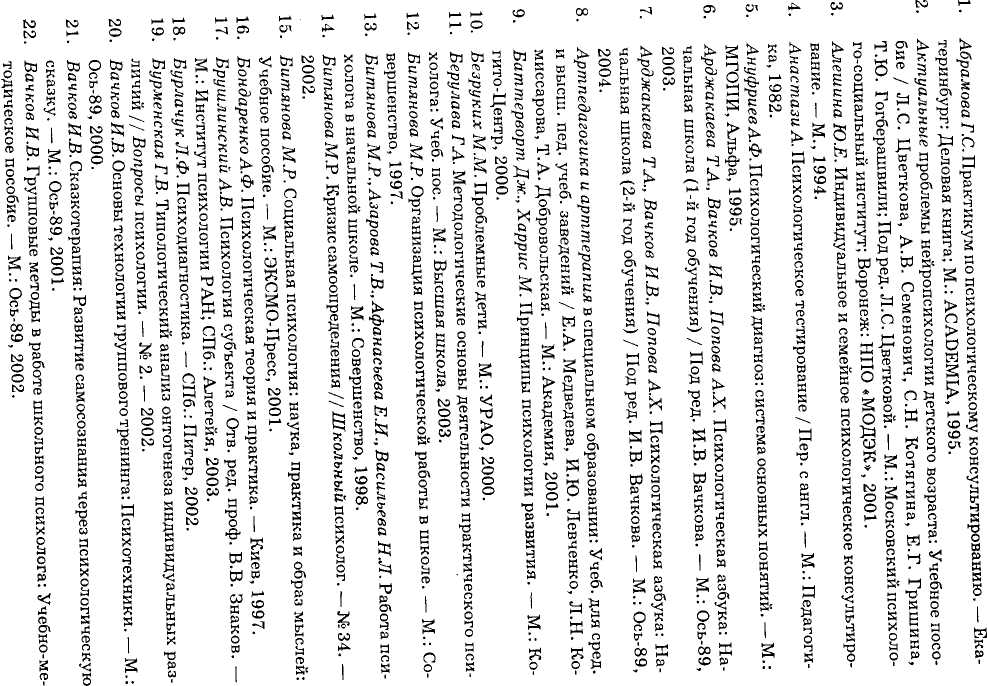 1. Абрамова Г.С. Практикум по психологическому консультированию. — Ека-
теринбург: Деловая книга; М.: ACADEMIA, 1995.
2. Актуальные проблемы нейропсихологии детского возраста: Учебное посо-
бие / Л.С. Цветкова, А.В. Семенович, С.Н. Котягина, Е.Г. Гришина,
Т.Ю. Гогберашвили; Под ред. Л.С. Цветковой. — М.: Московский психоло-
го-социальный институт; Воронеж: НПО «МОДЭК», 2001.
3. Алешина Ю.Е. Индивидуальное и семейное психологическое консультиро-
вание. — М., 1994.
4. Анастази А. Психологическое тестирование / Пер. с англ. — М.: Педагоги-
ка, 1982.
5. Ануфриев А.Ф. Психологический диагноз: система основных понятий. — М.:
МГОПИ, Альфа, 1995.
6. Арджакаева Т.А., Вачков И.В., Попова А.Х. Психологическая азбука: На-
чальная школа (1-й год обучения) / Под ред. И.В. Вачкова. — М.: Ось-89,
2003.
7. Арджакаева Т.А., Вачков И.В., Попова А.Х. Психологическая азбука: На-
чальная школа (2-й год обучения) / Под ред. И.В. Вачкова. — М.: Ось-89,
2004.
8. Артпедагогика и арттерапия в специальном образовании: Учеб. для сред.
и высш. пед. учеб. заведений / Е.А. Медведева, И.Ю. Левченко, Л.Н. Ко-
миссарова, Т.А. Добровольская. — М.: Академия, 2001.
9. Баттерворт Дж., Харрис М. Принципы психологии развития. — М.: Ко-
гито-Центр, 2000.
10. Безруких М.М. Проблемные дети. — М.: УРАО, 2000.
11. Берулава Г.А. Методологические основы деятельности практического пси-
холога: Учеб. пос. — М.: Высшая школа, 2003.
12. Битянова М.Р. Организация психологической работы в школе. — М.: Со-
вершенство, 1997.
13. Битянова М.Р., Азарова Т.В., Афанасьева Е.И., Васильева Н.Л. Работа пси-
холога в начальной школе. — М.: Совершенство, 1998.
14. Битянова М.Р. Кризис самоопределения // Школьный психолог. — № 34. —
2002.
15. Битянова М.Р. Социальная психология: наука, практика и образ мыслей:
Учебное пособие. — М.: ЭКСМО-Пресс, 2001.
16. Бондаренко А.Ф. Психологическая теория и практика. — Киев, 1997.
17. Брушлинский А.В. Психология субъекта / Отв. ред. проф. В.В. Знаков. —
М.: Институт психологии РАН; СПб.: Алетейя, 2003.
18. Бурлачук Л.Ф. Психодиагностика. — СПб.: Питер, 2002.
19. Бурменская Г.В. Типологический анализ онтогенеза индивидуальных раз-
личий // Вопросы психологии. — № 2. — 2002.
20. Вачков И.В. Основы технологии группового тренинга: Психотехники. — М.:
Ось-89, 2000.
21. Вачков И.В. Сказкотерапия: Развитие самосознания через психологическую
сказку. — М.: Ось-89, 2001.
22. Вачков И.В. Групповые методы в работе школьного психолога: Учебно-ме-
тодическое пособие. — М.: Ось-89, 2002.